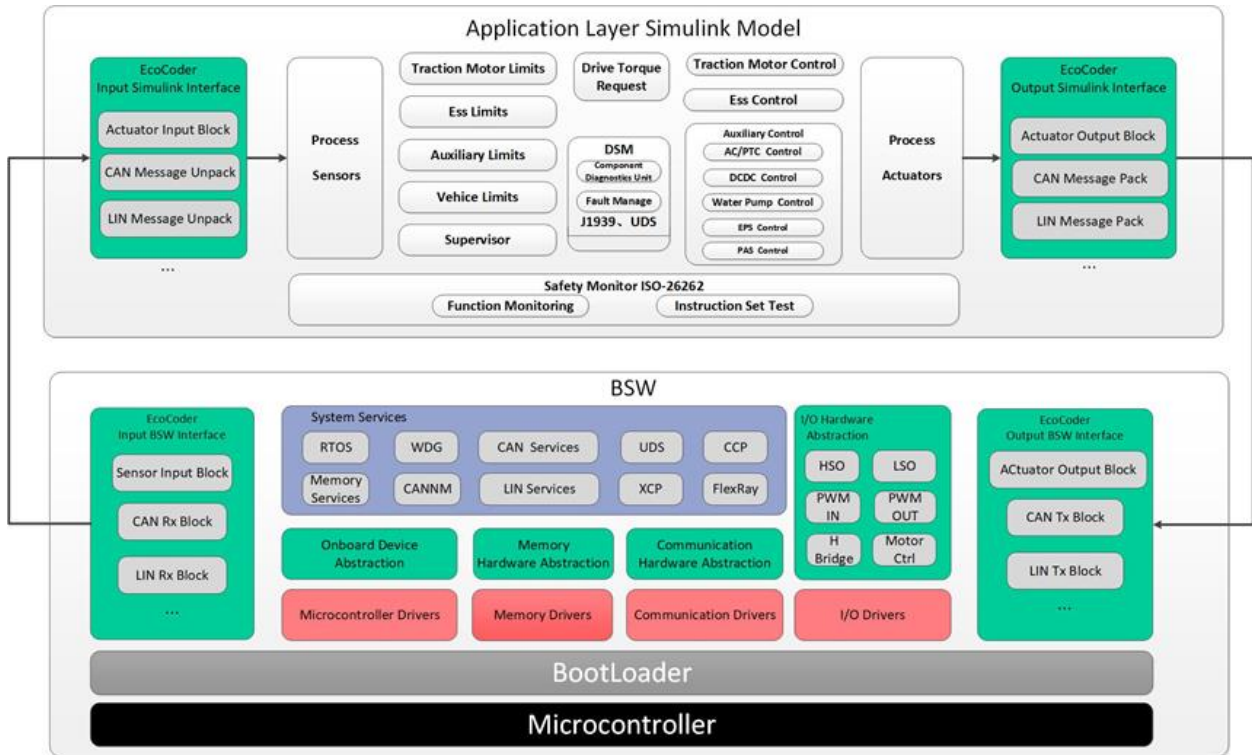 Application Layer Simulink Model
EcoCoder
Input Simulink Interface
Actuator Input Block
CAN Message Unpack
LIN Message Unpack
...
Process
Sensors
Traction Motor Limits
Ess Limits
Auxiliary Limits
Vehice Limits
Supervisor
Drive Torque
Request
DSM
Component
Diagnostics Unit
Fault Manage
J1939、UDS
Traction Motor Control
Ess Control
Auxiliary Control
AC/PTC Control
DCDC Control
Water Pump Control
EPS Control
PAS Control
Process
Actuators
EcoCoder
Output Simulink Interface
Actuator Output Block
CAN Message Pack
LIN Message Pack
...
Safety Monitor ISO-26262
Function Monitoring
Instruction Set Test
BSW
EcoCoder
Input BSW Interface
Sensor Input Block
CAN Rx Block
LIN Rx Block
...
System Services
RTOS
WDG
CAN Services
UDS
CCP
Memory
Services
CANNM
LIN Services
XCP
FlexRay
I/O Hardware
Abstraction
HSO
LSO
PWM
IN
PWM
OUT
H
Bridge
Motor
Ctrl
Onboard Device
Abstraction
Memory
Hardware Abstraction
Communication
Hardware Abstraction
Microcontroller Drivers
Memory Drivers
Communication Drivers
I/O Drivers
EcoCoder
Output BSW Interface
ACtuator Output Block
CAN Tx Block
LIN Tx Block
...
BootLoader
Microcontroller